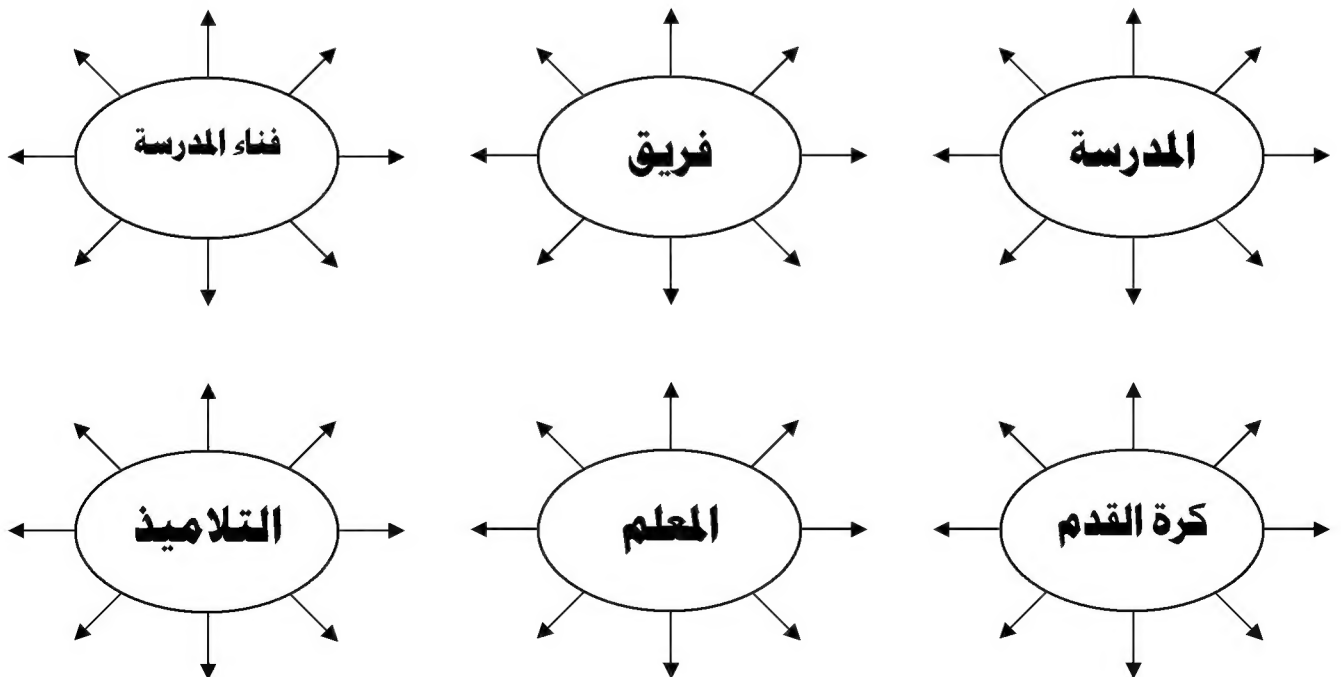 المدرسة
فريق
فناء المدرسة
كرة القدم
المعلم
التلاميذ